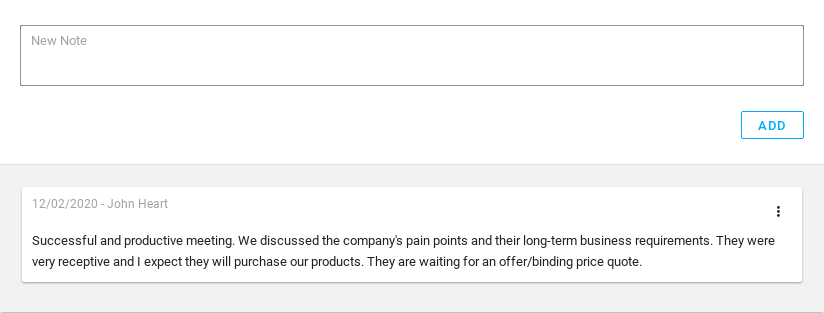 New Note
ADD
12/02/2020 - John Heart
Successful and productive meeting. We discussed the company's pain points and their long-term business requirements. They were
very receptive and I expect they will purchase our products. They are waiting for an offer/binding price quote.